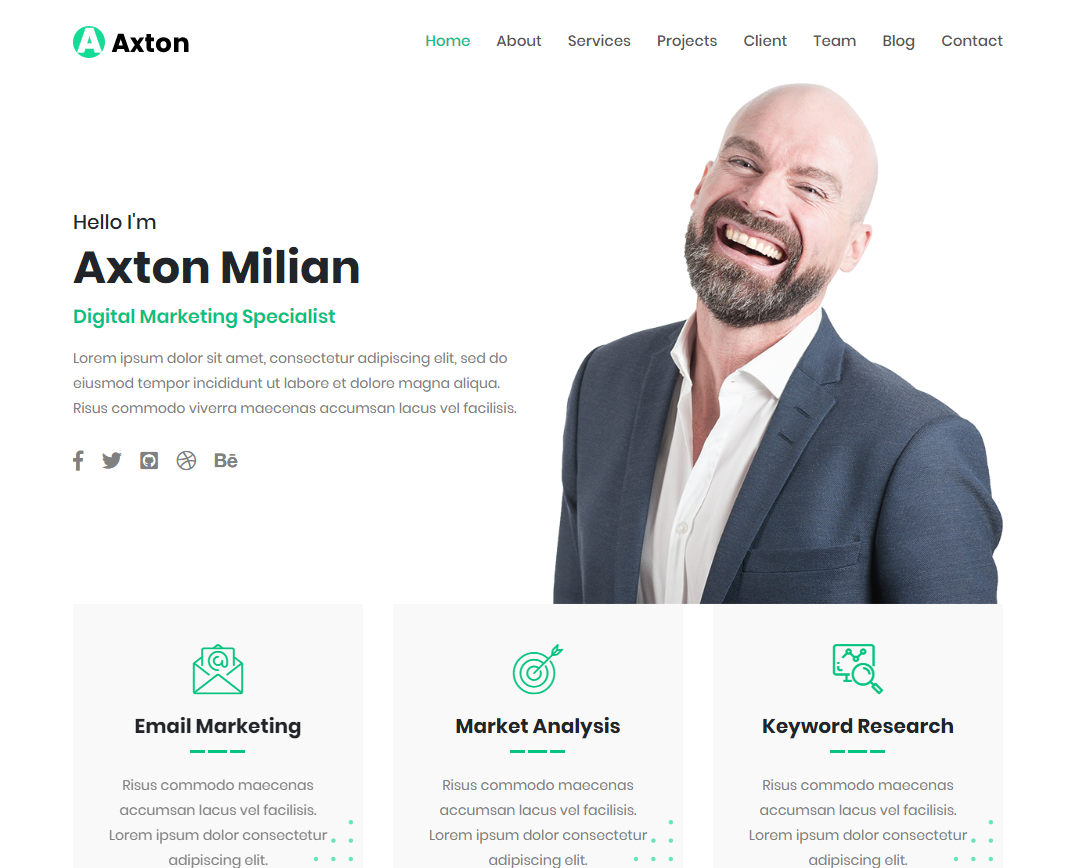 A Axton
Home About Services Projects Client Team Blog Contact
Hello I'm
Axton Milian
Digital Marketing Specialist
Lorem ipsum dolor sit amet, consectetur adipiscing elit, sed do
eiusmod tempor incididunt ut labore et dolore magna aliqua.
Risus commodo viverra maecenas accumsan lacus vel facilisis.
Bē
Email Marketing
Risus commodo maecenas
accumsan lacus vel facilisis.
Lorem ipsum dolor consectetur
adipiscing elit.
Market Analysis
Risus commodo maecenas
accumsan lacus vel facilisis.
Lorem ipsum dolor consectetur
adipiscing elit.
Keyword Research
Risus commodo maecenas
accumsan lacus vel facilisis.
Lorem ipsum dolor consectetur
adipiscing elit.